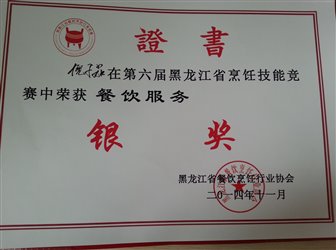 證書
在第六届黑龙江省烹饪技能竞
赛中荣获 餐饮服务
银奖
黑龙江省餐饮烹饪行业协会
二〇一四年十一月